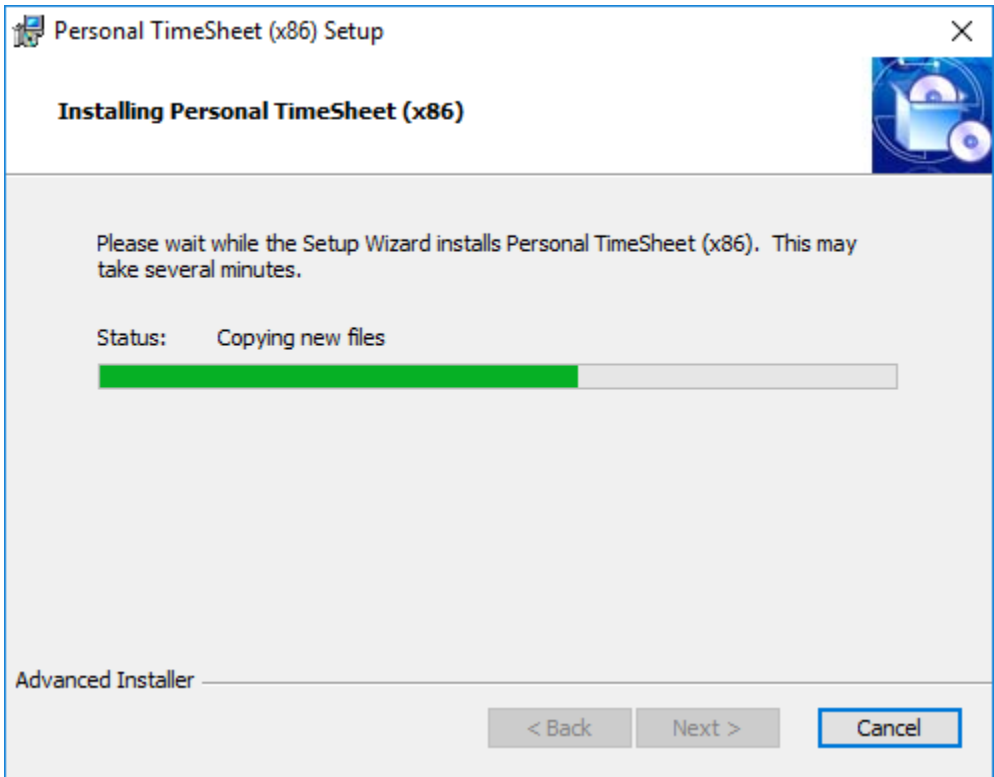 Personal TimeSheet (x86) Setup
Installing Personal TimeSheet (x86)
Please wait while the Setup Wizard installs Personal TimeSheet (x86).  This may
take several minutes.
Status: Copying new files
Advanced Installer
< Back Next > Cancel